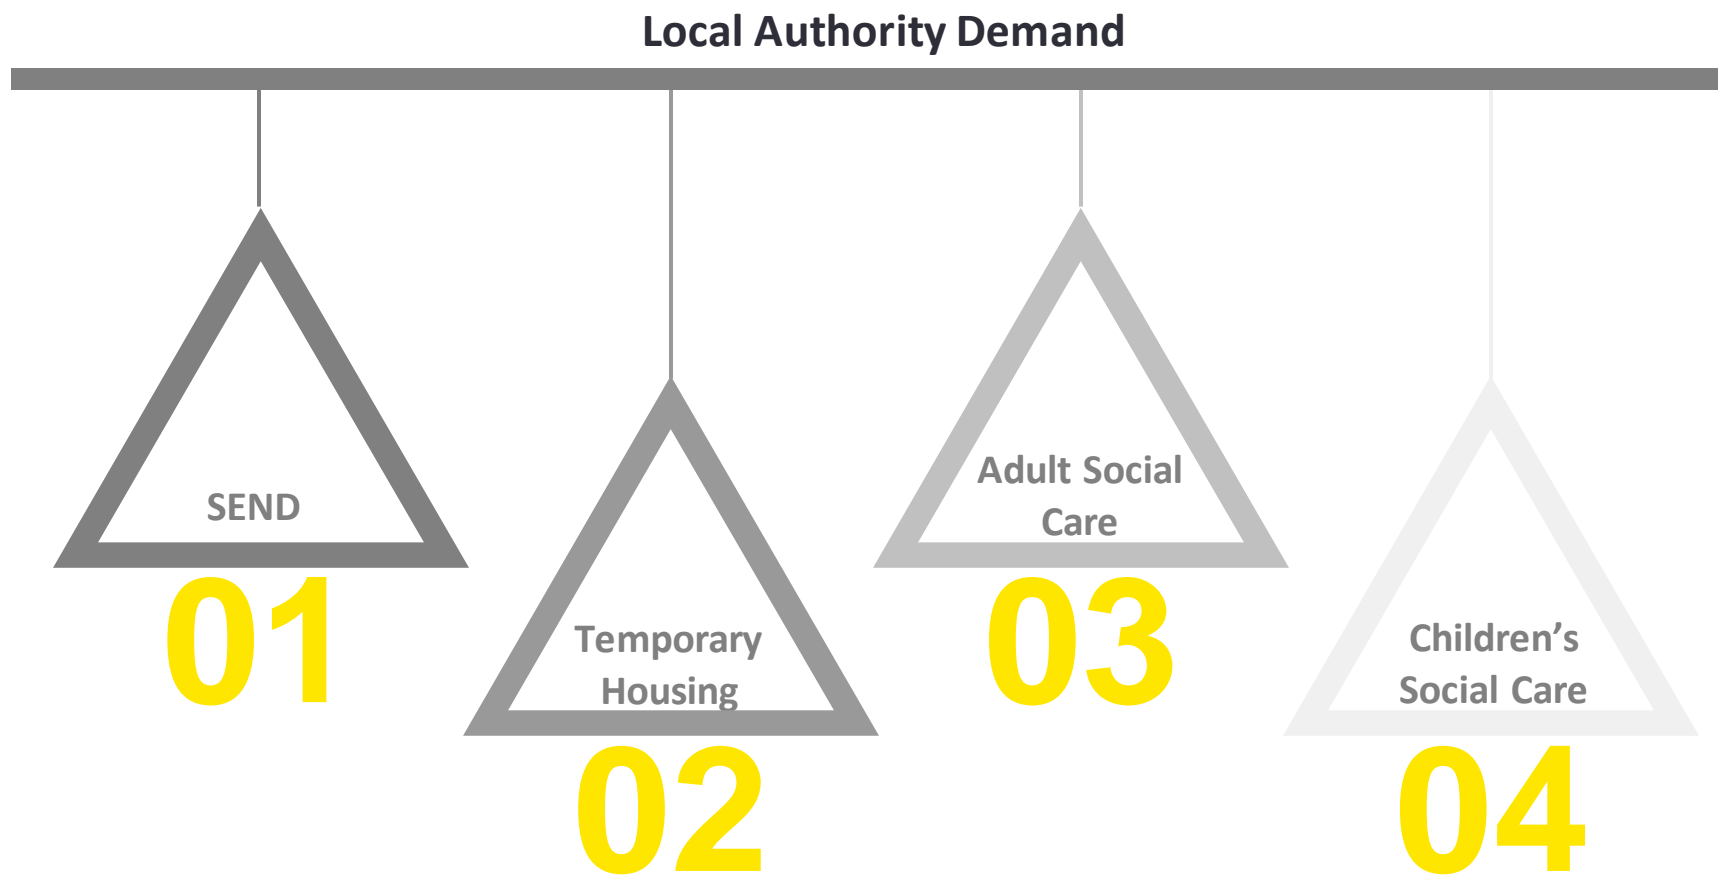 Local Authority Demand
SEND
01
Temporary
Housing
02
Adult Social
Care
03
Children’s
Social Care
04